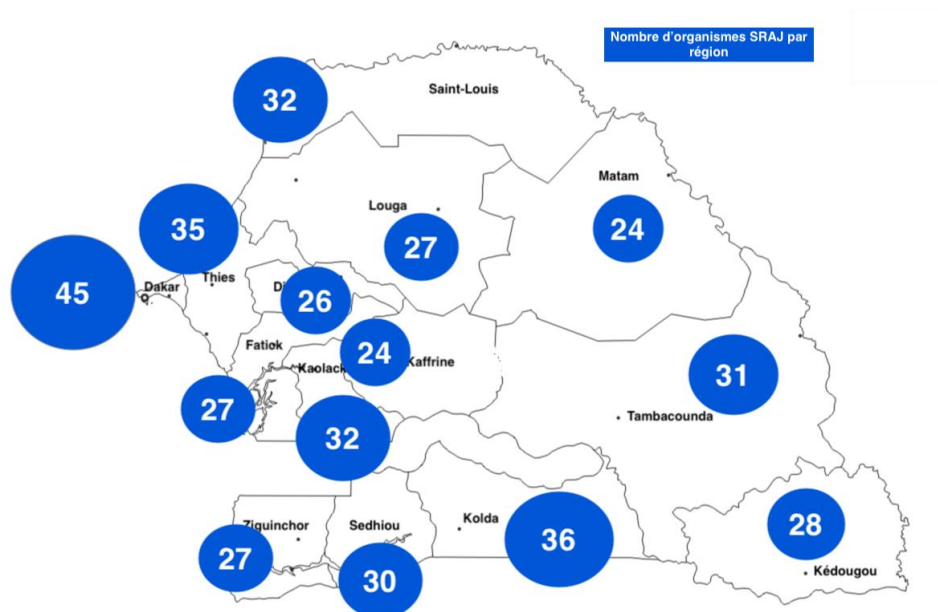 Nombre d'organismes SRAJ par
région
32
Saint-Louis
Matam
35
Louga
24
27
Thies
45
Dakar
26
Fatick
24
Kaffrine
Kaolack
31
27
Tambacounda
32
Ziguinchor
Sedhiou
Kolda
28
36
27
30
Kédougou